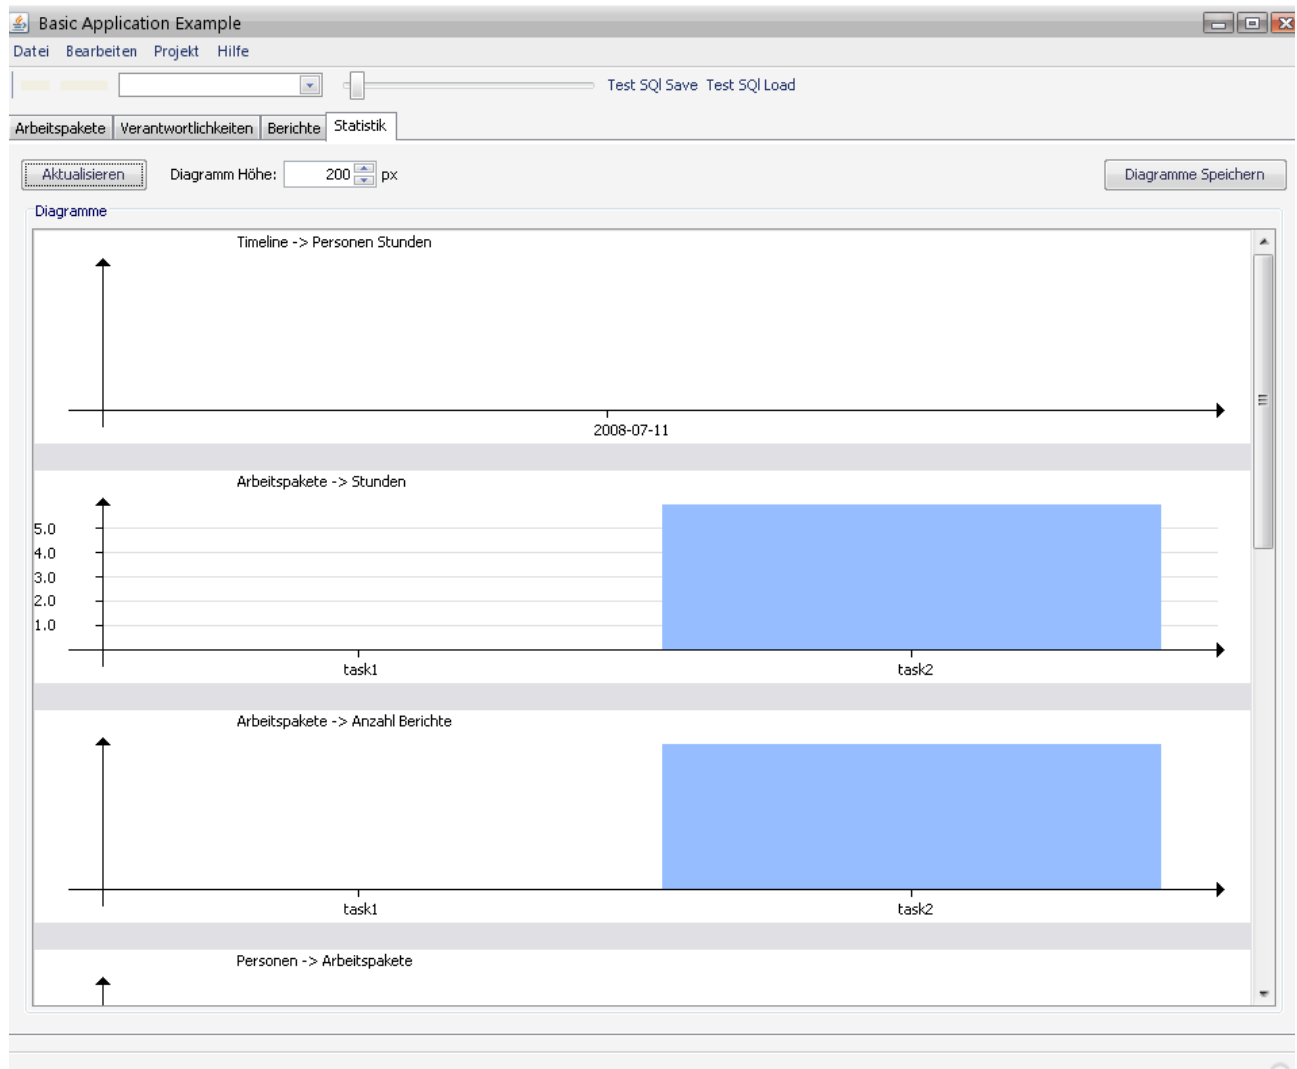 Basic Application Example
Datei Bearbeiten Projekt Hilfe
Test SQl Save Test SQl Load
Arbeitspakete Verantwortlichkeiten Berichte Statistik
Aktualisieren Diagramm Höhe: 200 px Diagramme Speichern
Diagramme
Timeline -> Personen Stunden
2008-07-11
Arbeitspakete -> Stunden
5.0
4.0
3.0
2.0
1.0
task1 task2
Arbeitspakete -> Anzahl Berichte
task1 task2
Personen -> Arbeitspakete